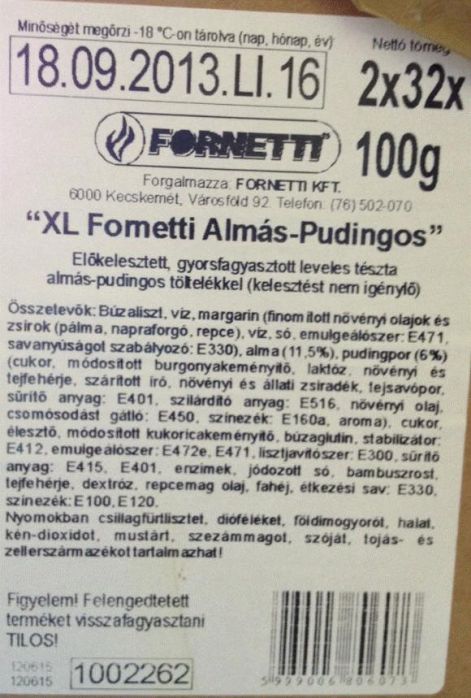 Minőségét megőrzi -18 °C-on tárolva (nap, hónap, év)
Nettó tömeg
18.09.2013.LI.16
2x32x
100g
FORNETTI
Forgalmazza: FORNETTI KFT.
6000 Kecskemét, Városföld 92. Telefon: (76) 502-070
"XL Fornetti Almás-Pudingos"
Előkelesztett, gyorsfagyasztott leveles tészta
almás-pudingos töltelékkel (kelesztést nem igénylő)
Összetevők: Búzaliszt, víz, margarin (finomított növényi olajok és
zsírok (pálma, napraforgó, repce), víz, só, emulgeálószer: E471,
savanyúságot szabályozó: E330), alma (11,5%), pudingpor (6%)
(cukor, módosított burgonyakeményítő, laktóz, növényi és
tejfehérje, szárított író, növényi és állati zsiradék, tejsavópor,
sűrítő anyag: E401, szilárdító anyag: E516, növényi olaj,
csomósodást gátló: E450, színezék: E160a, aroma), cukor,
élesztő, módosított kukoricakeményítő, búzaglutin, stabilizátor:
E412, emulgeálószer: E472e, E471, lisztjavítószer: E300, sűrítő
anyag: E415, E401, enzimek, jódozott só, bambuszrost,
tejfehérje, dextróz, repcemag olaj, fahéj, étkezési sav: E330,
színezék: E100, E120.
Nyomokban csillagfürtlisztet, dióféléket, földimogyorót, halat,
kén-dioxidot, mustárt, szezámmagot, szóját, tojás- és
zellerszármazékot tartalmazhat!
Figyelem! Felengedtetett
terméket visszafagyasztani
TILOS!
120615
120615
1002262
5999006806073